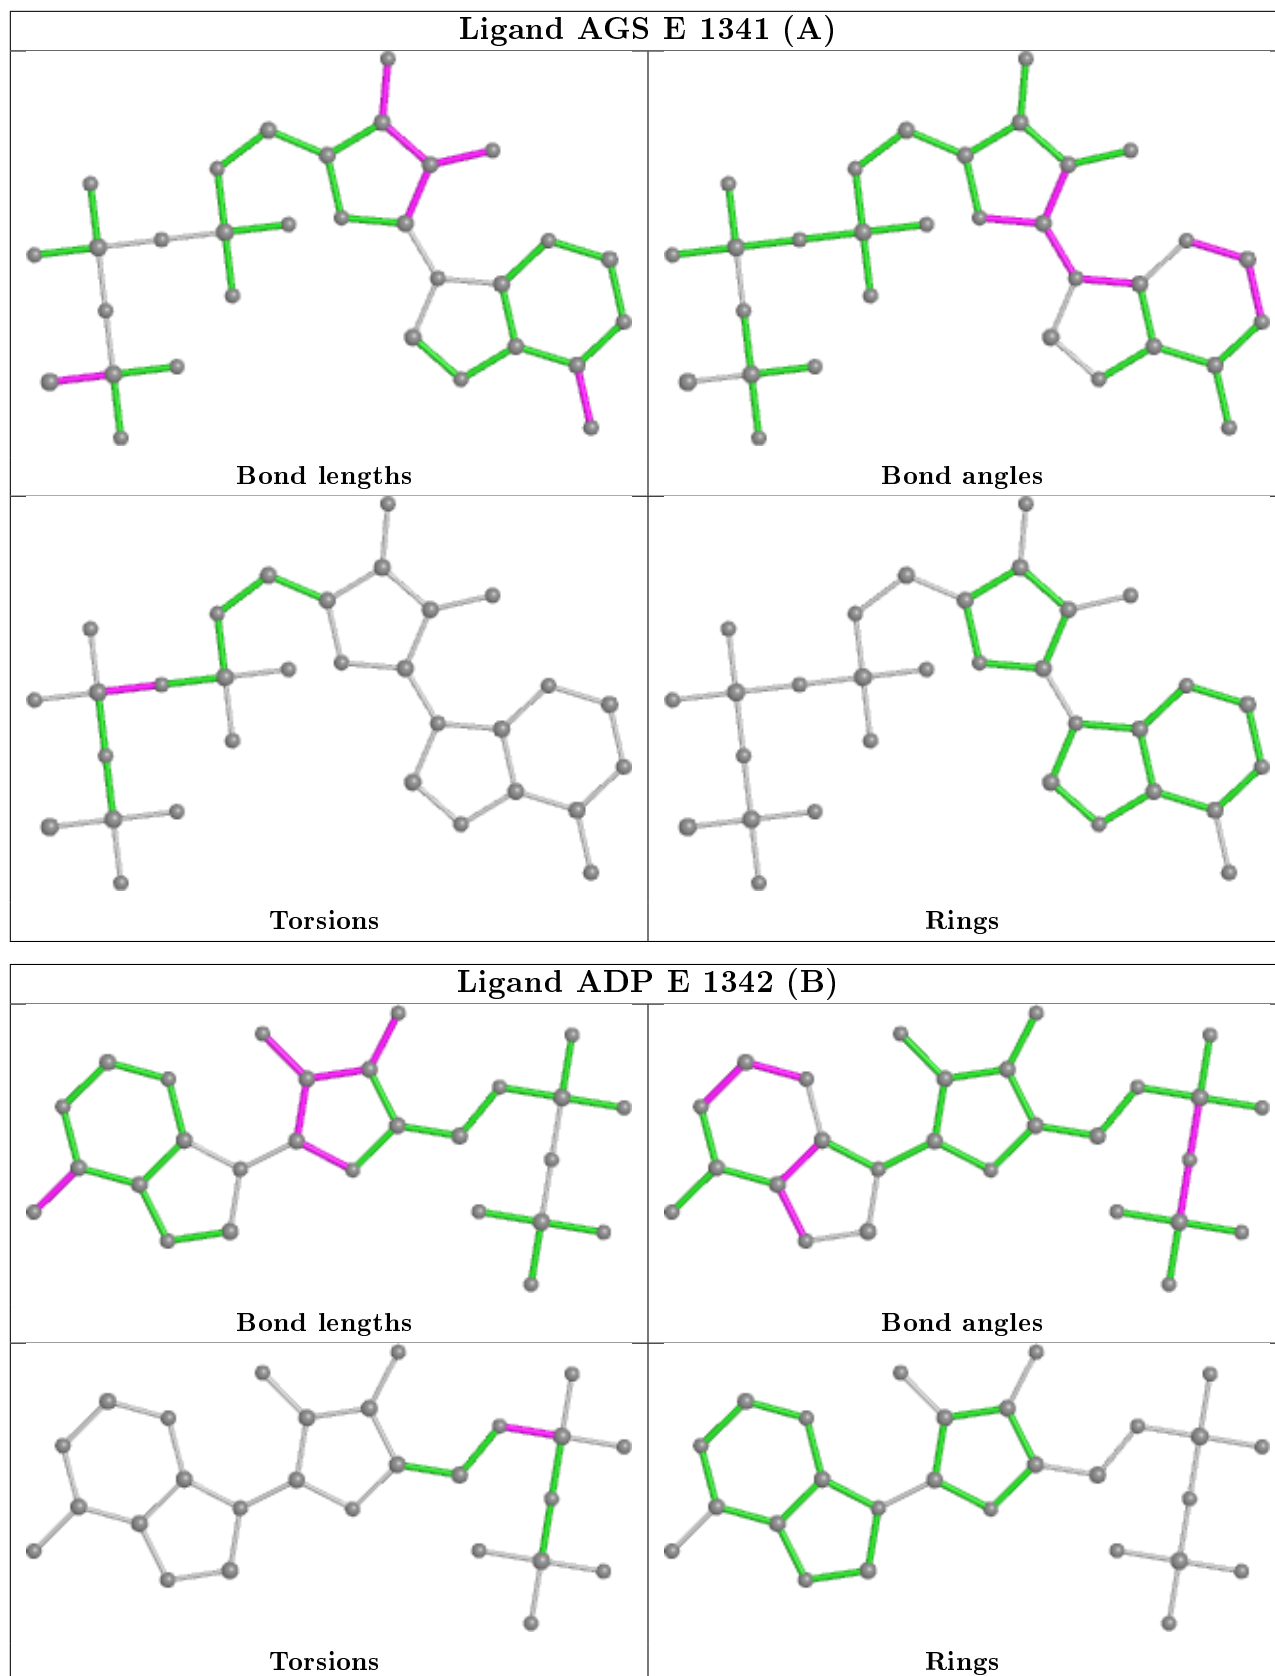 Ligand AGS E 1341 (A)
Bond lengths
Bond angles
Torsions
Rings
Ligand ADP E 1342 (B)
Bond lengths
Bond angles
Torsions
Rings